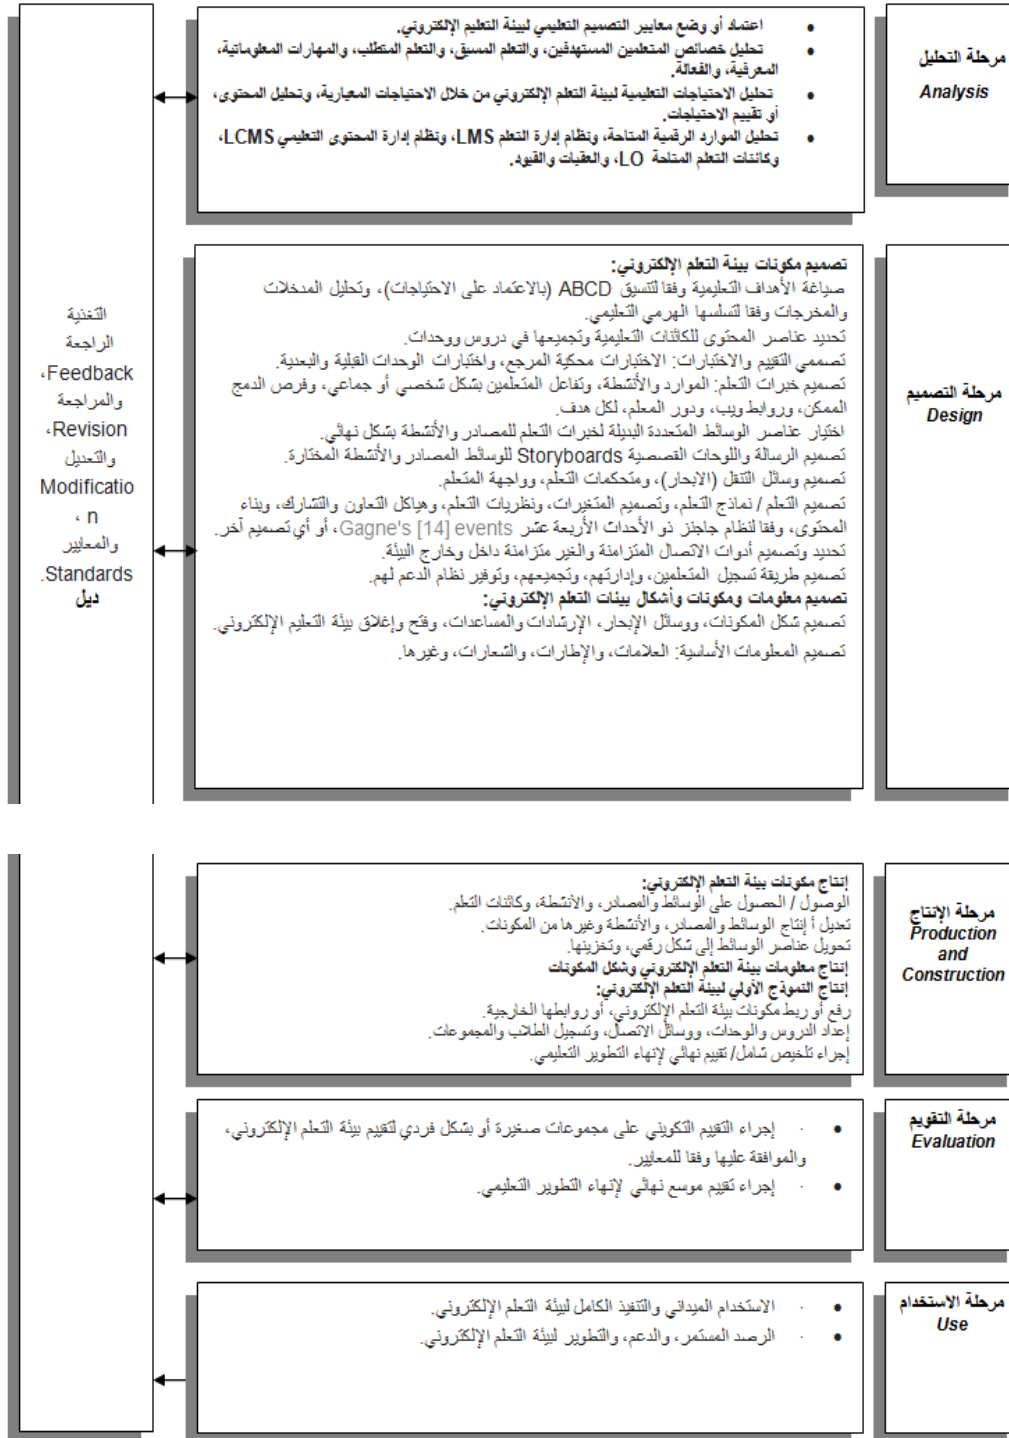 مرحلة التحليل
Analysis
اعتماد أو وضع معايير التصميم التعليمي لبيئة التعليم الإلكتروني.
تحليل خصائص المتعلمين المستهدفين، والتعلم المسبق، والتعلم المتطلب، والمهارات المعلوماتية،
المعرفية، والفعالة.
تحليل الاحتياجات التعليمية لبيئة التعلم الإلكتروني من خلال الاحتياجات المعيارية، وتحليل المحتوى،
أو تقييم الاحتياجات.
تحليل الموارد الرقمية المتاحة، ونظام إدارة التعلم LMS، ونظام إدارة المحتوى التعليمي LCMS،
وكائنات التعلم المتاحة LO، والعقبات والقيود.
مرحلة التصميم
Design
تصميم مكونات بيئة التعلم الإلكتروني:
صياغة الأهداف التعليمية وفقا لتنسيق ABCD (بالاعتماد على الاحتياجات)، وتحليل المدخلات
والمخرجات وفقا لتسلسها الهرمي التعليمي.
تحديد عناصر المحتوى للكائنات التعليمية وتجميعها في دروس ووحدات.
تصممي التقييم والاختبارات: الاختبارات محكية المرجع، واختبارات الوحدات القبلية والبعدية.
تصميم خبرات التعلم: الموارد والأنشطة، وتفاعل المتعلمين بشكل شخصي أو جماعي، وفرص الدمج
الممكن، وروابط ويب، ودور المعلم، لكل هدف.
اختيار عناصر الوسائط المتعددة البديلة لخبرات التعلم للمصادر والأنشطة بشكل نهائي.
تصميم الرسالة واللوحات القصصية Storyboards للوسائط المصادر والأنشطة المختارة.
تصميم وسائل التنقل (الابحار)، ومتحكمات التعلم، وواجهة المتعلم.
تصميم التعلم / نماذج التعلم، وتصميم المتغيرات، ونظريات التعلم، وهياكل التعاون والتشارك، وبناء
المحتوى، وفقا لنظام جاجنز ذو الأحداث الأربعة عشر Gagne's [14] events، أو أي تصميم آخر.
تحديد وتصميم أدوات الاتصال المتزامنة والغير متزامنة داخل وخارج البيئة.
تصميم طريقة تسجيل المتعلمين، وإدارتهم، وتجميعهم، وتوفير نظام الدعم لهم.
تصميم معلومات ومكونات وأشكال بيئات التعلم الإلكتروني:
تصميم شكل المكونات، ووسائل الإبحار، الإرشادات والمساعدات، وفتح وإغلاق بيئة التعليم الإلكتروني.
تصميم المعلومات الأساسية: العلامات، والإطارات، والشعارات، وغيرها.
التغذية
الراجعة
Feedback،
والمراجعة
Revision،
والتعديل
Modificatio
n ،
والمعايير
Standards.
ديل
مرحلة الإنتاج
Production
and
Construction
إنتاج مكونات بيئة التعلم الإلكتروني:
الوصول / الحصول على الوسائط والمصادر، والأنشطة، وكائنات التعلم.
تعديل أ إنتاج الوسائط والمصادر، والأنشطة وغيرها من المكونات.
تحويل عناصر الوسائط إلى شكل رقمي، وتخزينها.
إنتاج معلومات بيئة التعلم الإلكتروني وشكل المكونات
إنتاج النموذج الأولي لبيئة التعلم الإلكتروني:
رفع أو ربط مكونات بيئة التعلم الإلكتروني، أو روابطها الخارجية.
إعداد الدروس والوحدات، ووسائل الاتصال، وتسجيل الطلاب والمجموعات.
إجراء تلخيص شامل/ تقييم نهائي لإنهاء التطوير التعليمي.
مرحلة التقويم
Evaluation
إجراء التقييم التكويني على مجموعات صغيرة أو بشكل فردي لتقييم بيئة التعلم الإلكتروني،
والموافقة عليها وفقا للمعايير.
إجراء تقييم موسع نهائي لإنهاء التطوير التعليمي.
مرحلة الاستخدام
Use
الاستخدام الميداني والتنفيذ الكامل لبيئة التعلم الإلكتروني.
الرصد المستمر، والدعم، والتطوير لبيئة التعلم الإلكتروني.